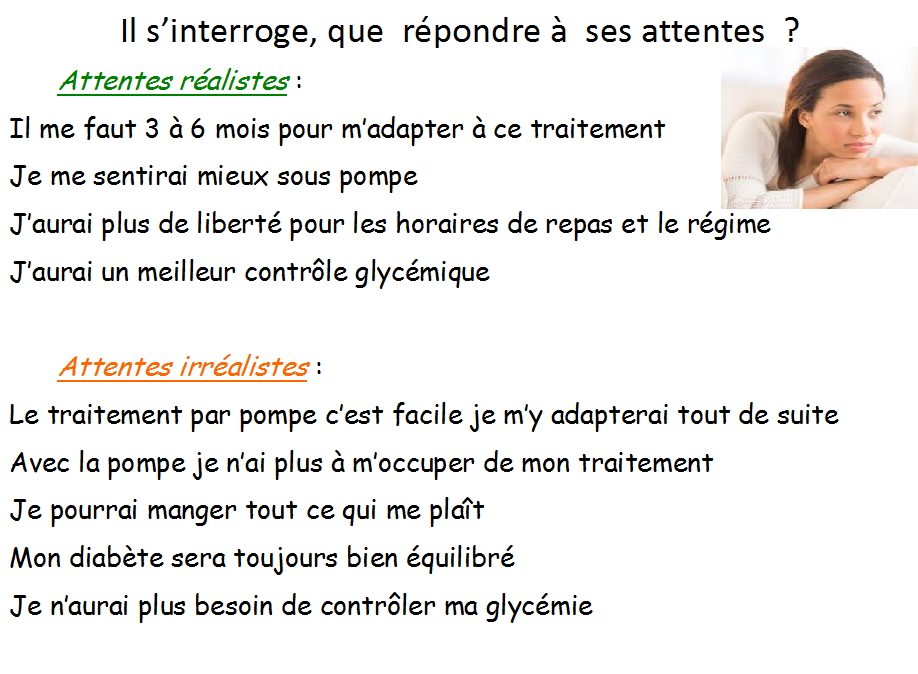 Il s’interroge, que répondre à ses attentes ?
Attentes réalistes :
Il me faut 3 à 6 mois pour m’adapter à ce traitement
Je me sentirai mieux sous pompe
J’aurai plus de liberté pour les horaires de repas et le régime
J’aurai un meilleur contrôle glycémique
Attentes irréalistes :
Le traitement par pompe c’est facile je m’y adapterai tout de suite
Avec la pompe je n’ai plus à m’occuper de mon traitement
Je pourrai manger tout ce qui me plaît
Mon diabète sera toujours bien équilibré
Je n’aurai plus besoin de contrôler ma glycémie